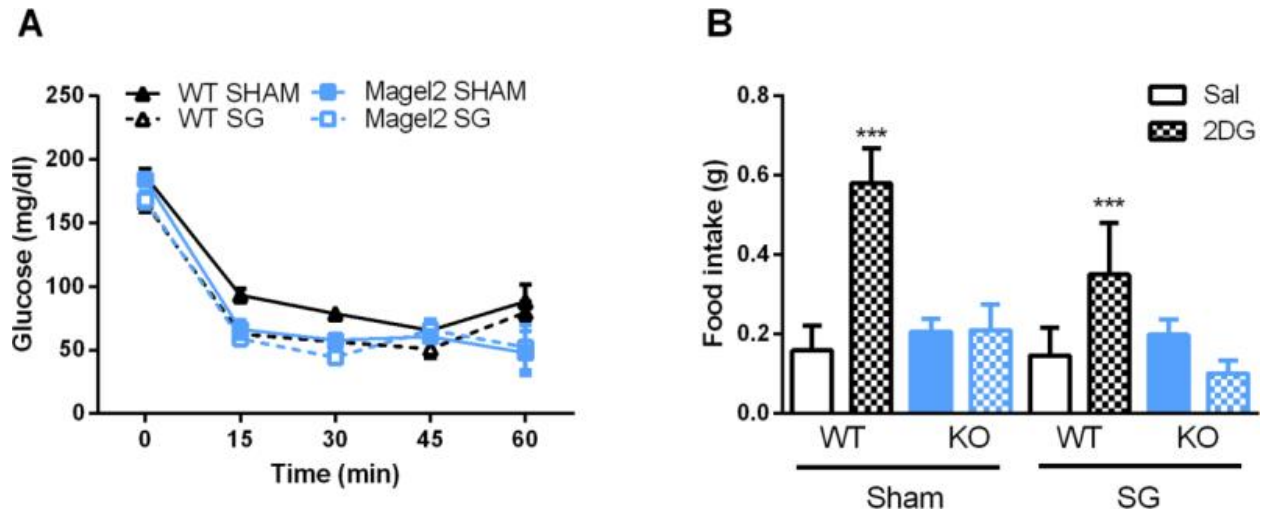 A
WT SHAM Magel2 SHAM
WT SG Magel2 SG
250
200
150
100
50
0
Glucose (mg/dl)
0 15 30 45 60
Time (min)
B
Sal
2DG
0.8
0.6
0.4
0.2
0.0
Food intake (g)
***
***
WT KO WT KO
Sham SG